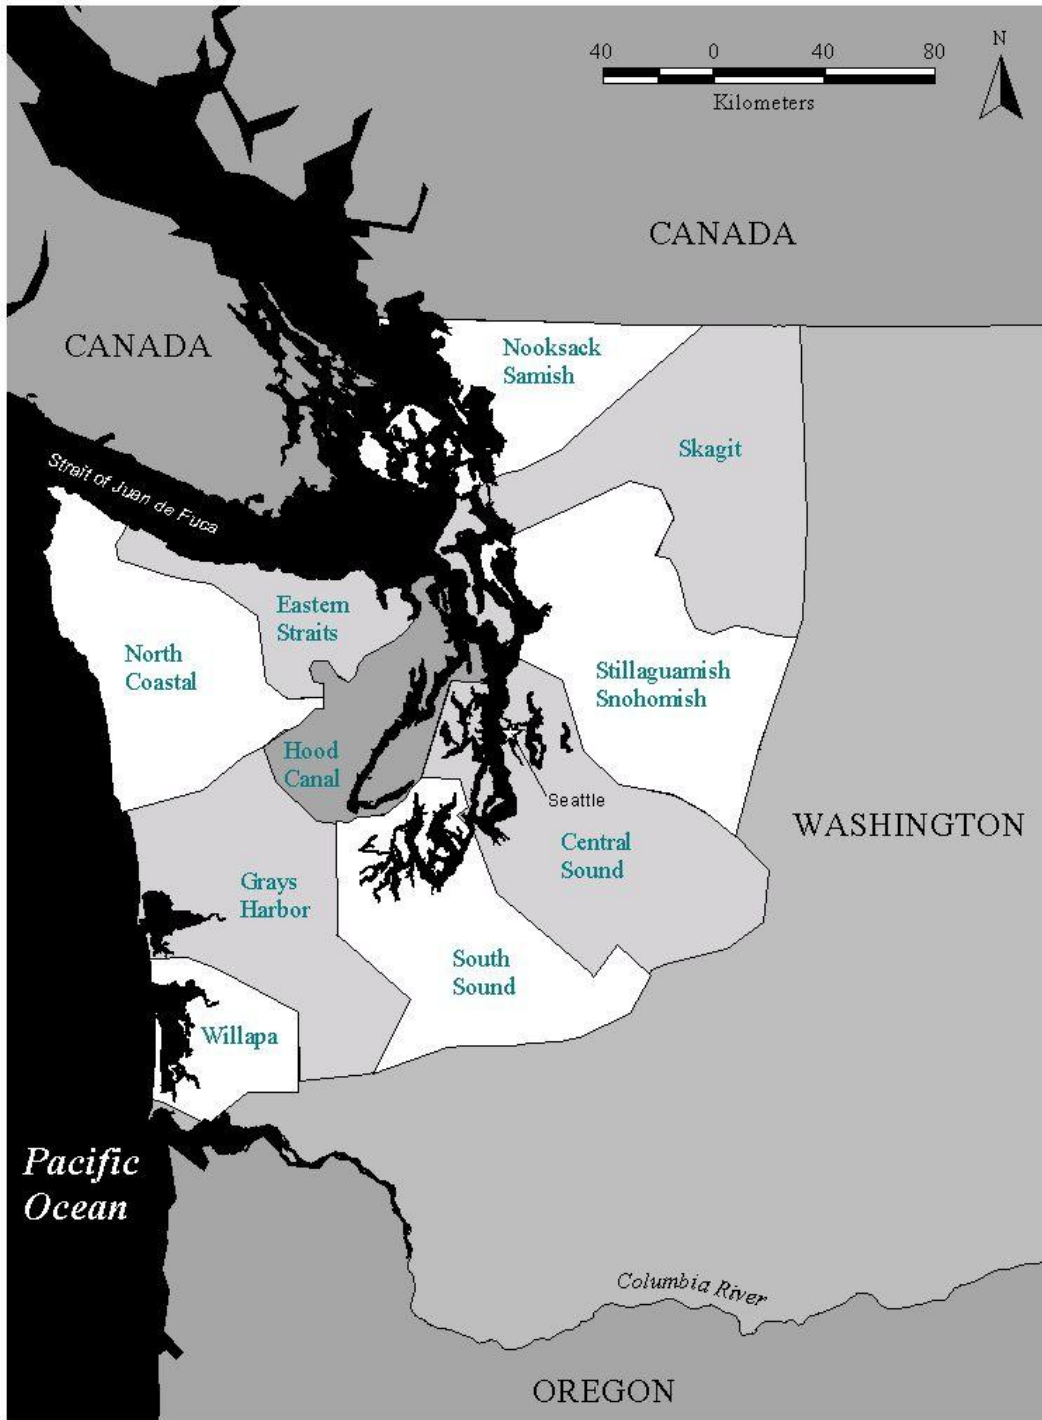 40 0 40 80
Kilometers
N
CANADA
CANADA
Nooksack
Samish
Skagit
Strait of Juan de Fuca
Eastern
Straits
North
Coastal
Stillaguamish
Snohomish
Hood
Canal
Seattle
WASHINGTON
Central
Sound
Grays
Harbor
South
Sound
Willapa
Pacific
Ocean
Columbia River
OREGON